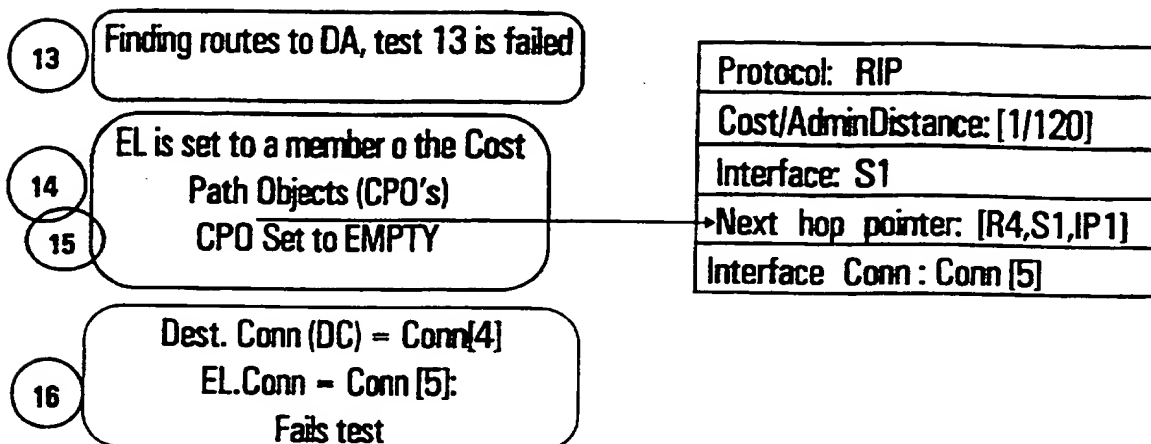 13
Finding routes to DA, test 13 is failed
14
EL is set to a member o the Cost
Path Objects (CPO's)
15
CPO Set to EMPTY
16
Dest. Conn (DC) = Conn[4]
EL.Conn = Conn [5]:
Fails test
Protocol: RIP
Cost/AdminDistance: [1/120]
Interface: S1
Next hop pointer: [R4,S1,IP1]
Interface Conn : Conn [5]